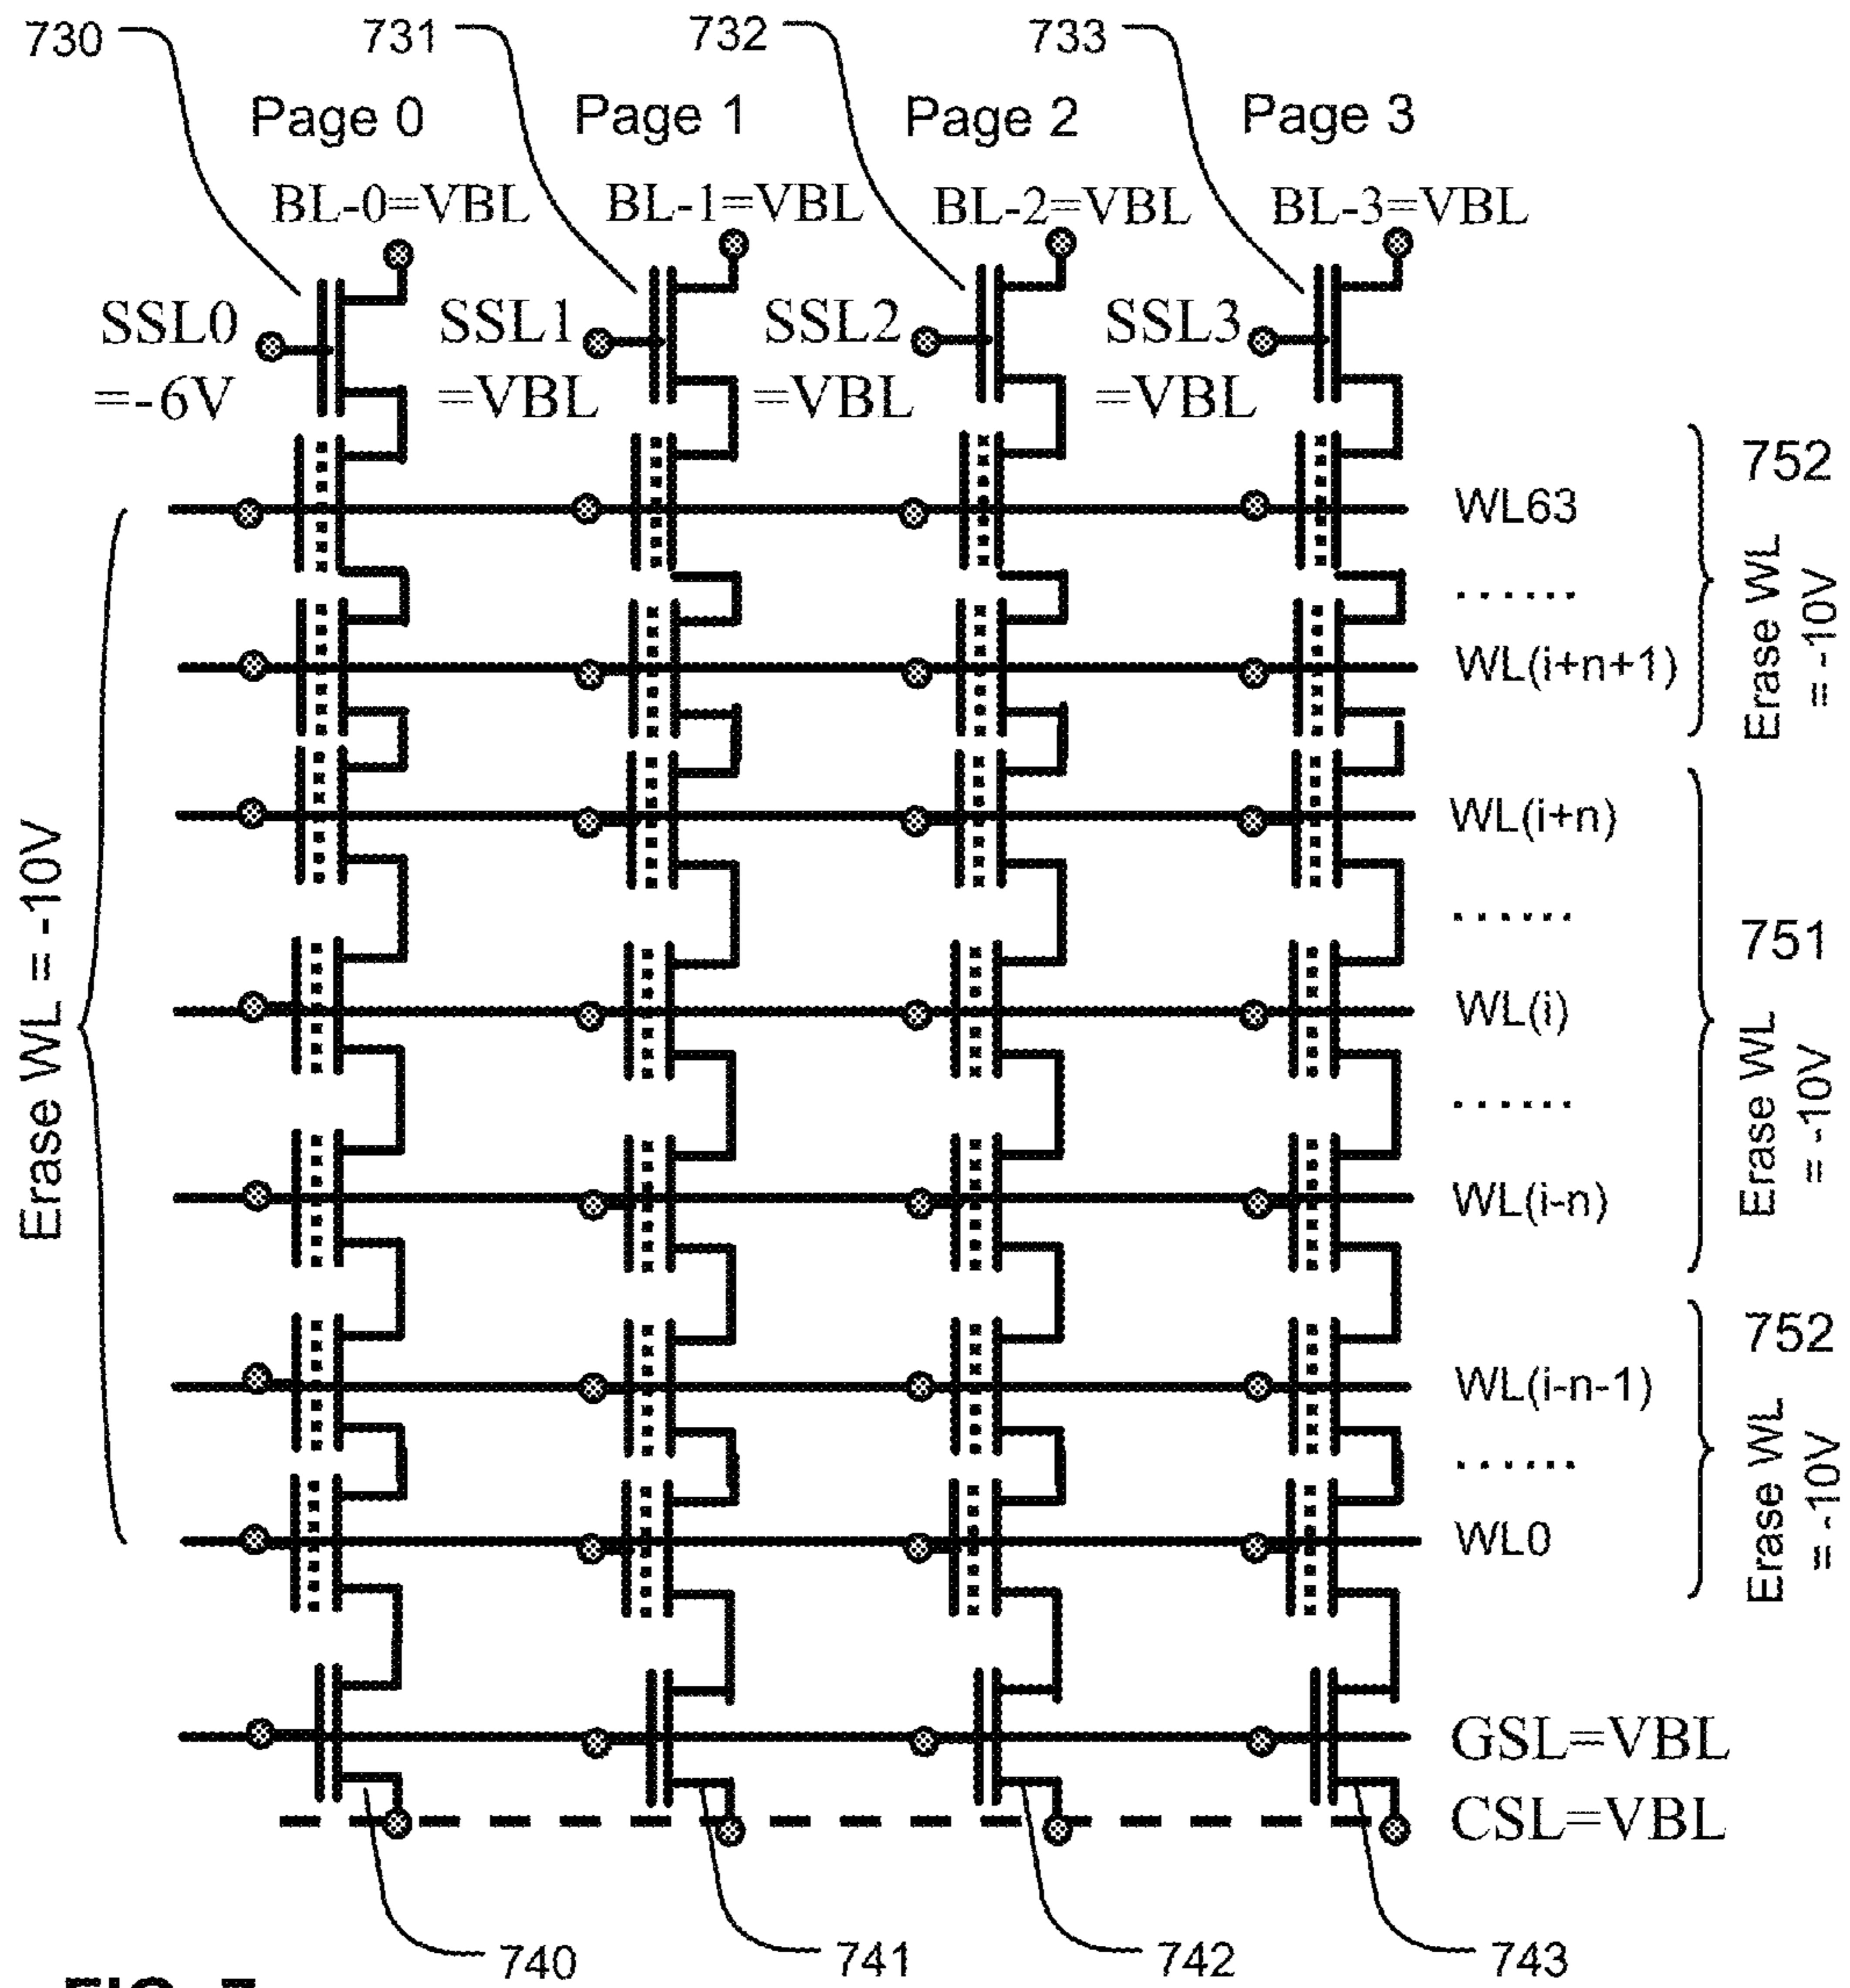 730 731 732 733
Page 0 Page 1 Page 2 Page 3
BL-0=VBL BL-1=VBL BL-2=VBL BL-3=VBL
SSL0 SSL1 SSL2 SSL3
=-6V =VBL =VBL =VBL
752
Erase WL
= -10V
WL63
......
WL(i+n+1)
WL(i+n)
......
751
Erase WL
= -10V
WL(i)
......
WL(i-n)
Erase WL = -10V
752
Erase WL
= -10V
WL(i-n-1)
......
WL0
GSL=VBL
CSL=VBL
740 741 742 743